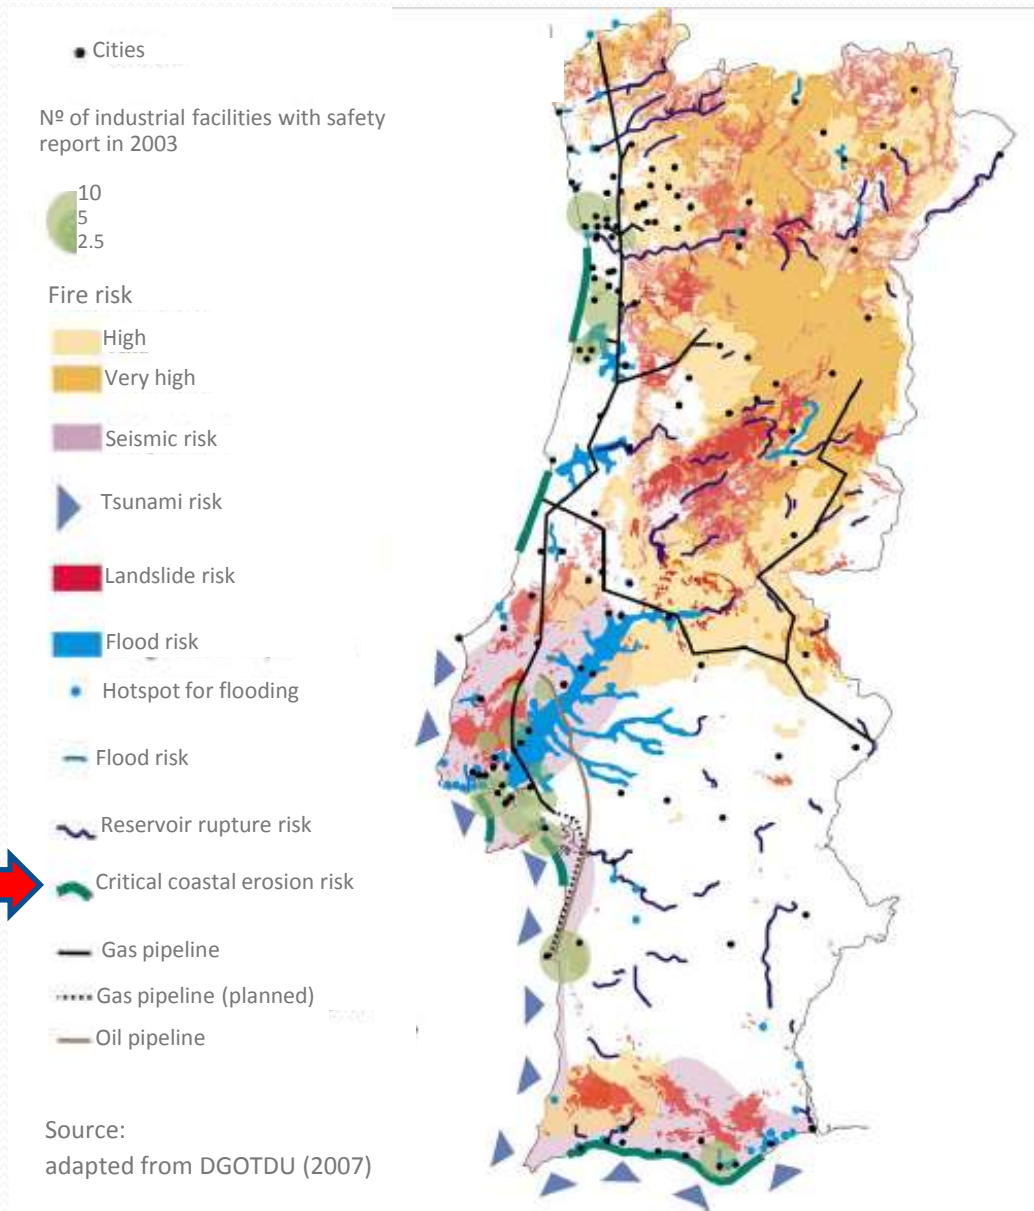 Cities
Nº of industrial facilities with safety
report in 2003
10
5
2.5
Fire risk
High
Very high
Seismic risk
Tsunami risk
Landslide risk
Flood risk
Hotspot for flooding
Flood risk
Reservoir rupture risk
Critical coastal erosion risk
Gas pipeline
Gas pipeline (planned)
Oil pipeline
Source:
adapted from DGOTDU (2007)